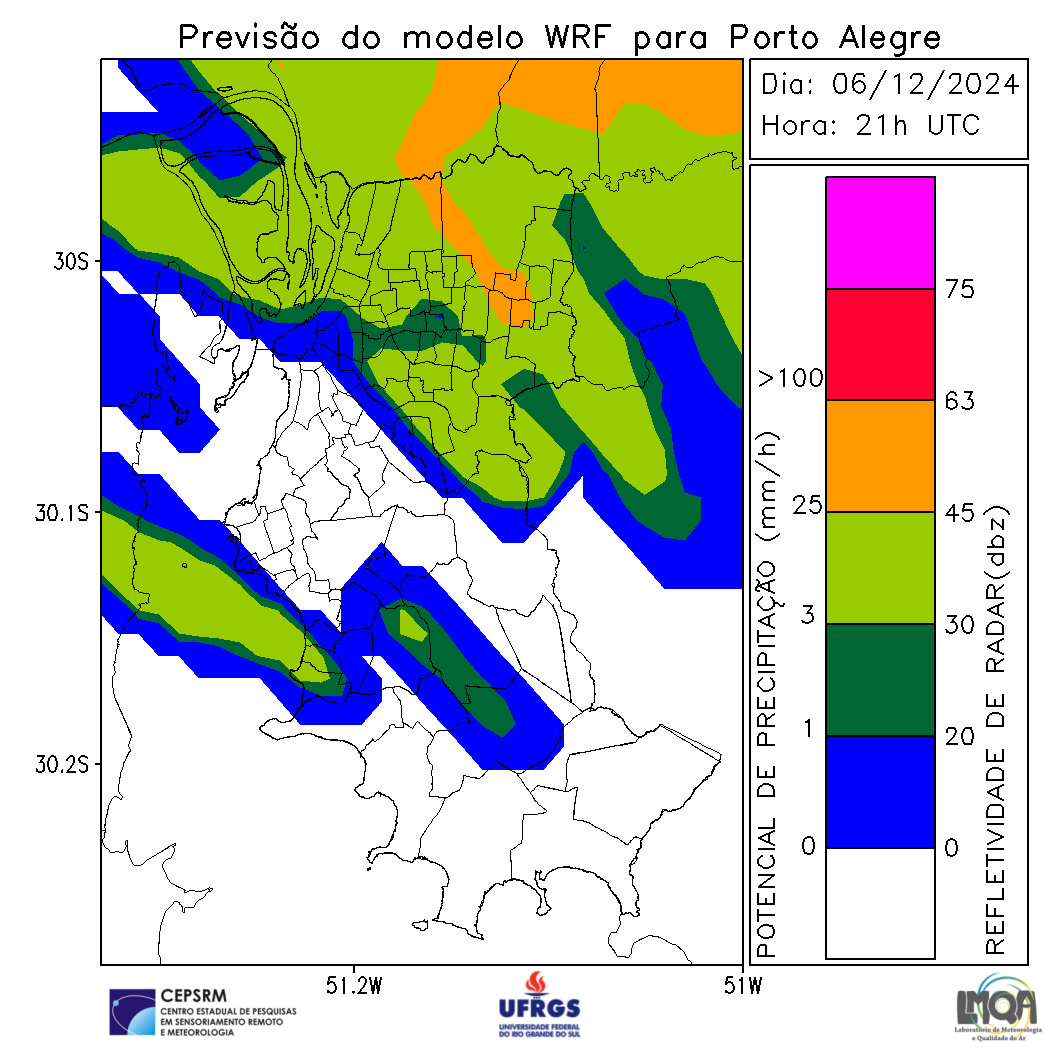 Previsão do modelo WRF para Porto Alegre
Dia: 06/12/2024
Hora: 21h UTC
30S
30.1S
30.2S
51.2W
51W
POTENCIAL DE PRECIPITAÇÃO (mm/h)
>100
25
3
1
0
75
63
45
30
20
0
REFLETIVIDADE DE RADAR(dbz)
CEPSRM
CENTRO ESTADUAL DE PESQUISAS
EM SENSORIAMENTO REMOTO
E METEOROLOGIA
UFRGS
UNIVERSIDADE FEDERAL
DO RIO GRANDE DO SUL
LMQA
Laboratório de Meteorologia
e Qualidade do Ar